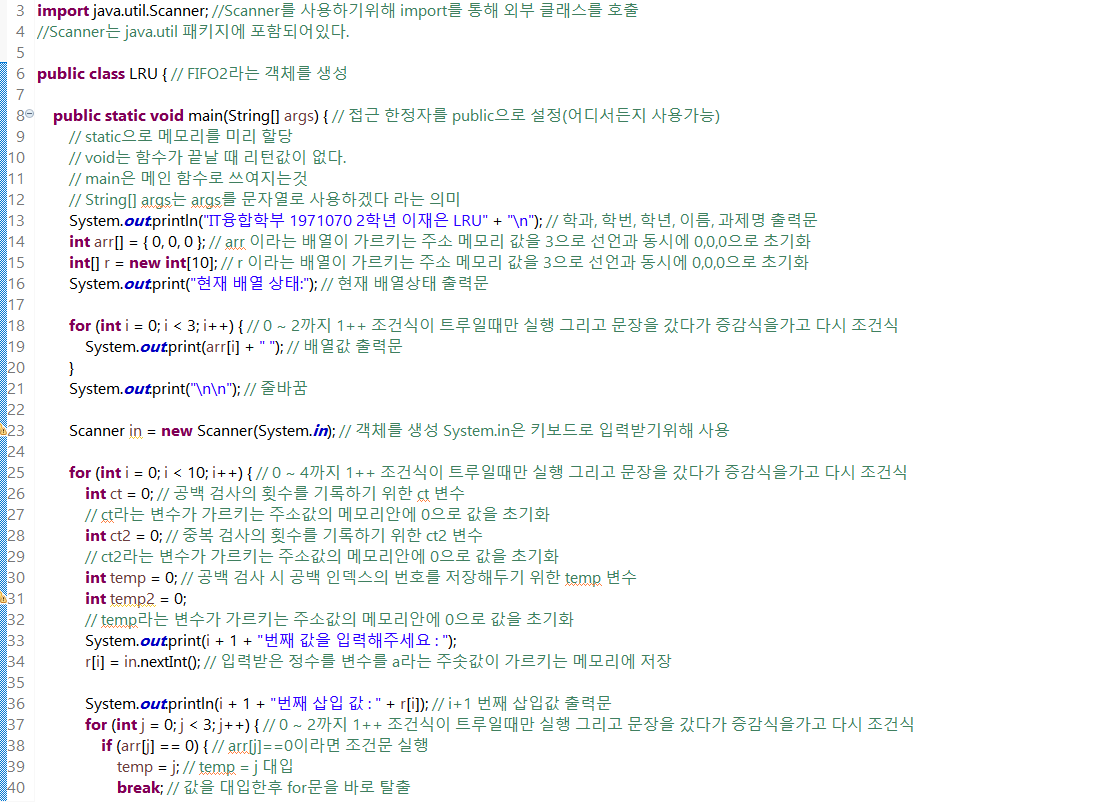 3 import java.util.Scanner; //Scanner를 사용하기위해 import를 통해 외부 클래스를 호출
4 //Scanner는 java.util 패키지에 포함되어있다.
5
6 public class LRU { // FIFO2라는 객체를 생성
7
8 public static void main(String[] args) { // 접근 한정자를 public으로 설정(어디서든지 사용가능)
9 // static으로 메모리를 미리 할당
10 // void는 함수가 끝날 때 리턴값이 없다.
11 // main은 메인 함수로 쓰여지는것
12 // String[] args는 args를 문자열로 사용하겠다 라는 의미
13 System.out.println("IT융합학부 1971070 2학년 이재은 LRU" + "\n"); // 학과, 학번, 학년, 이름, 과제명 출력문
14 int arr[] = { 0, 0, 0 }; // arr 이라는 배열이 가르키는 주소 메모리 값을 3으로 선언과 동시에 0,0,0으로 초기화
15 int[] r = new int[10]; // r 이라는 배열이 가르키는 주소 메모리 값을 3으로 선언과 동시에 0,0,0으로 초기화
16 System.out.print("현재 배열 상태:"); // 현재 배열상태 출력문
17
18 for (int i = 0; i < 3; i++) { // 0 ~ 2까지 1++ 조건식이 트루일때만 실행 그리고 문장을 갔다가 증감식을가고 다시 조건식
19 System.out.print(arr[i] + " "); // 배열값 출력문
20 }
21 System.out.print("\n\n"); // 줄바꿈
22
23 Scanner in = new Scanner(System.in); // 객체를 생성 System.in은 키보드로 입력받기위해 사용
24
25 for (int i = 0; i < 10; i++) { // 0 ~ 4까지 1++ 조건식이 트루일때만 실행 그리고 문장을 갔다가 증감식을가고 다시 조건식
26 int ct = 0; // 공백 검사의 횟수를 기록하기 위한 ct 변수
27 // ct라는 변수가 가르키는 주소값의 메모리안에 0으로 값을 초기화
28 int ct2 = 0; // 중복 검사의 횟수를 기록하기 위한 ct2 변수
29 // ct2라는 변수가 가르키는 주소값의 메모리안에 0으로 값을 초기화
30 int temp = 0; // 공백 검사 시 공백 인덱스의 번호를 저장해두기 위한 temp 변수
31 int temp2 = 0;
32 // temp라는 변수가 가르키는 주소값의 메모리안에 0으로 값을 초기화
33 System.out.print(i + 1 + "번째 값을 입력해주세요 : ");
34 r[i] = in.nextInt(); // 입력받은 정수를 변수를 a라는 주솟값이 가르키는 메모리에 저장
35
36 System.out.println(i + 1 + "번째 삽입 값 : " + r[i]); // i+1 번째 삽입값 출력문
37 for (int j = 0; j < 3; j++) { // 0 ~ 2까지 1++ 조건식이 트루일때만 실행 그리고 문장을 갔다가 증감식을가고 다시 조건식
38 if (arr[j] == 0) { // arr[j]==0이라면 조건문 실행
39 temp = j; // temp = j 대입
40 break; // 값을 대입한후 for문을 바로 탈출